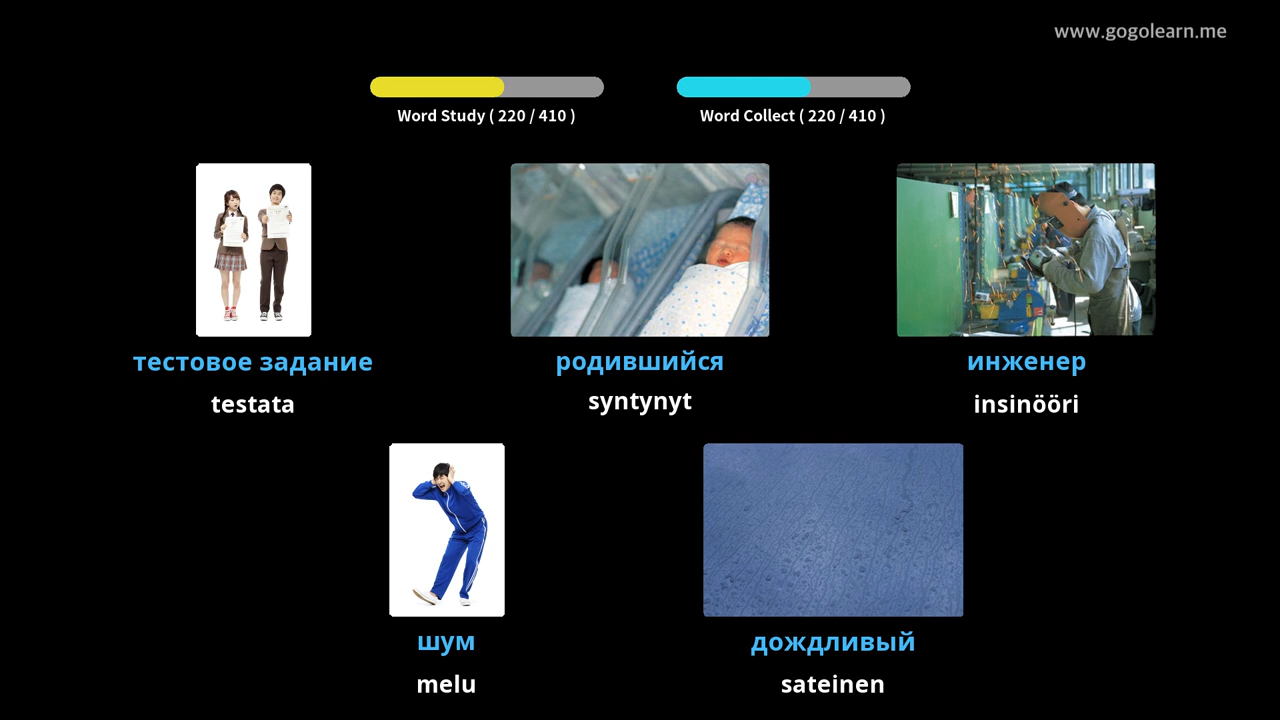 www.gogolearn.me
Word Study ( 220 / 410 )
Word Collect ( 220 / 410 )
тестовое задание
testata
родившийся
syntynyt
инженер
insinööri
шум
melu
дождливый
sateinen